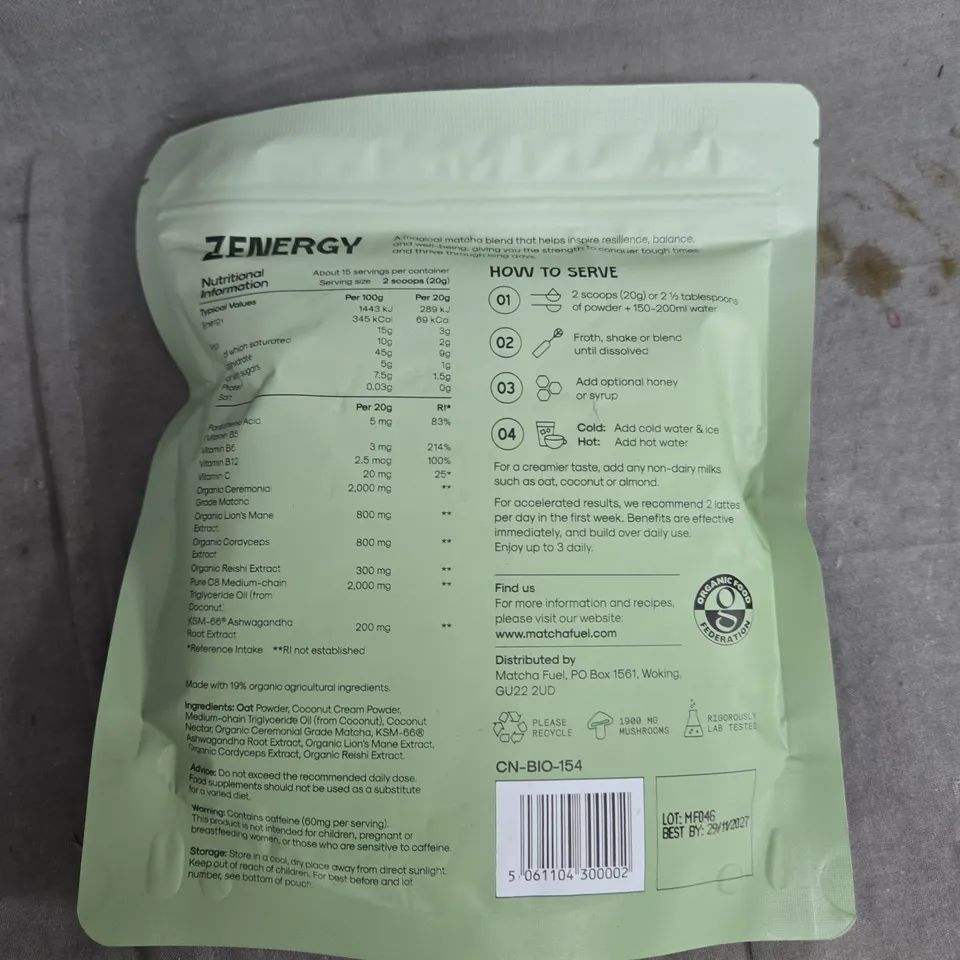 ZENERGY
A magical matcha blend that helps inspire resilience, balance,
and well-being, giving you the strength to conquer tough times,
and thrive through long days.
Nutritional
Information
About 15 servings per container
Serving size 2 scoops (20g)
Typical Values Per 100g Per 20g
Energy 1443 kJ 289 kJ
345 kCal 69 kCal
15g 3g
of which saturated 10g 2g
45g 9g
5g 1g
Protein 7.5g 1.5g
Salt 0.03g 0g
Per 20g RI*
Pantothenic Acid 5 mg 83%
(Vitamin B5
Vitamin B6 3 mg 214%
Vitamin B12 2.5 mcg 100%
Vitamin C 20 mg 25*
Organic Ceremonial 2,000 mg **
Grade Matcha
Organic Lion's Mane 800 mg **
Extract
Organic Cordyceps 800 mg **
Extract
Organic Reishi Extract 300 mg **
Pure C8 Medium-chain 2,000 mg **
Triglyceride Oil (from
Coconut)
KSM-66® Ashwagandha 200 mg **
Root Extract
*Reference Intake **RI not established
Made with 19% organic agricultural ingredients.
Ingredients: Oat Powder, Coconut Cream Powder,
Medium-chain Triglyceride Oil (from Coconut), Coconut
Nectar, Organic Ceremonial Grade Matcha, KSM-66®
Ashwagandha Root Extract, Organic Lion's Mane Extract,
Organic Cordyceps Extract, Organic Reishi Extract.
Advice: Do not exceed the recommended daily dose.
Food supplements should not be used as a substitute
for a varied diet.
Warning: Contains caffeine (60mg per serving).
This product is not intended for children, pregnant or
breastfeeding women, or those who are sensitive to caffeine.
Storage: Store in a cool, dry place away from direct sunlight.
Keep out of reach of children. For best before and lot
number, see bottom of pouch.
HOW TO SERVE
01 2 scoops (20g) or 2 ½ tablespoons
of powder + 150-200ml water
02 Froth, shake or blend
until dissolved
03 Add optional honey
or syrup
04 Cold: Add cold water & ice
Hot: Add hot water
For a creamier taste, add any non-dairy milks
such as oat, coconut or almond.
For accelerated results, we recommend 2 lattes
per day in the first week. Benefits are effective
immediately, and build over daily use.
Enjoy up to 3 daily.
Find us
For more information and recipes,
please visit our website:
www.matchafuel.com
ORGANIC FOOD
FEDERATION
Distributed by
Matcha Fuel, PO Box 1561, Woking,
GU22 2UD
PLEASE
RECYCLE
1900 MG
MUSHROOMS
RIGOROUSLY
LAB TESTED
CN-BIO-154
5 061104 300002
LOT: MF046
BEST BY: 29/11/2027